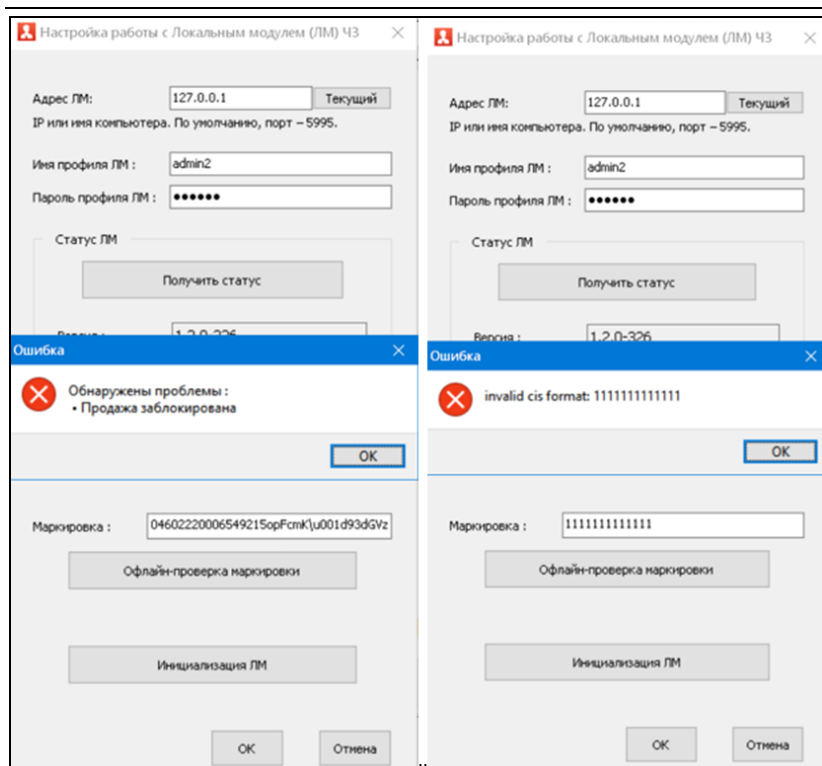 Настройка работы с Локальным модулем (ЛМ) ЧЗ
Адрес ЛМ: 127.0.0.1 Текущий
IP или имя компьютера. По умолчанию, порт – 5995.
Имя профиля ЛМ : admin2
Пароль профиля ЛМ : ●●●●●●
Статус ЛМ
Получить статус
Версия : 1.2.0-326
Ошибка
Обнаружены проблемы :
• Продажа заблокирована
OK
Маркировка : 04602220006549215opFcmK\u001d93dGVz
Офлайн-проверка маркировки
Инициализация ЛМ
OK Отмена
Настройка работы с Локальным модулем (ЛМ) ЧЗ
Адрес ЛМ: 127.0.0.1 Текущий
IP или имя компьютера. По умолчанию, порт – 5995.
Имя профиля ЛМ : admin2
Пароль профиля ЛМ : ●●●●●●
Статус ЛМ
Получить статус
Версия : 1.2.0-326
Ошибка
invalid cis format: 1111111111111
OK
Маркировка : 1111111111111
Офлайн-проверка маркировки
Инициализация ЛМ
OK Отмена